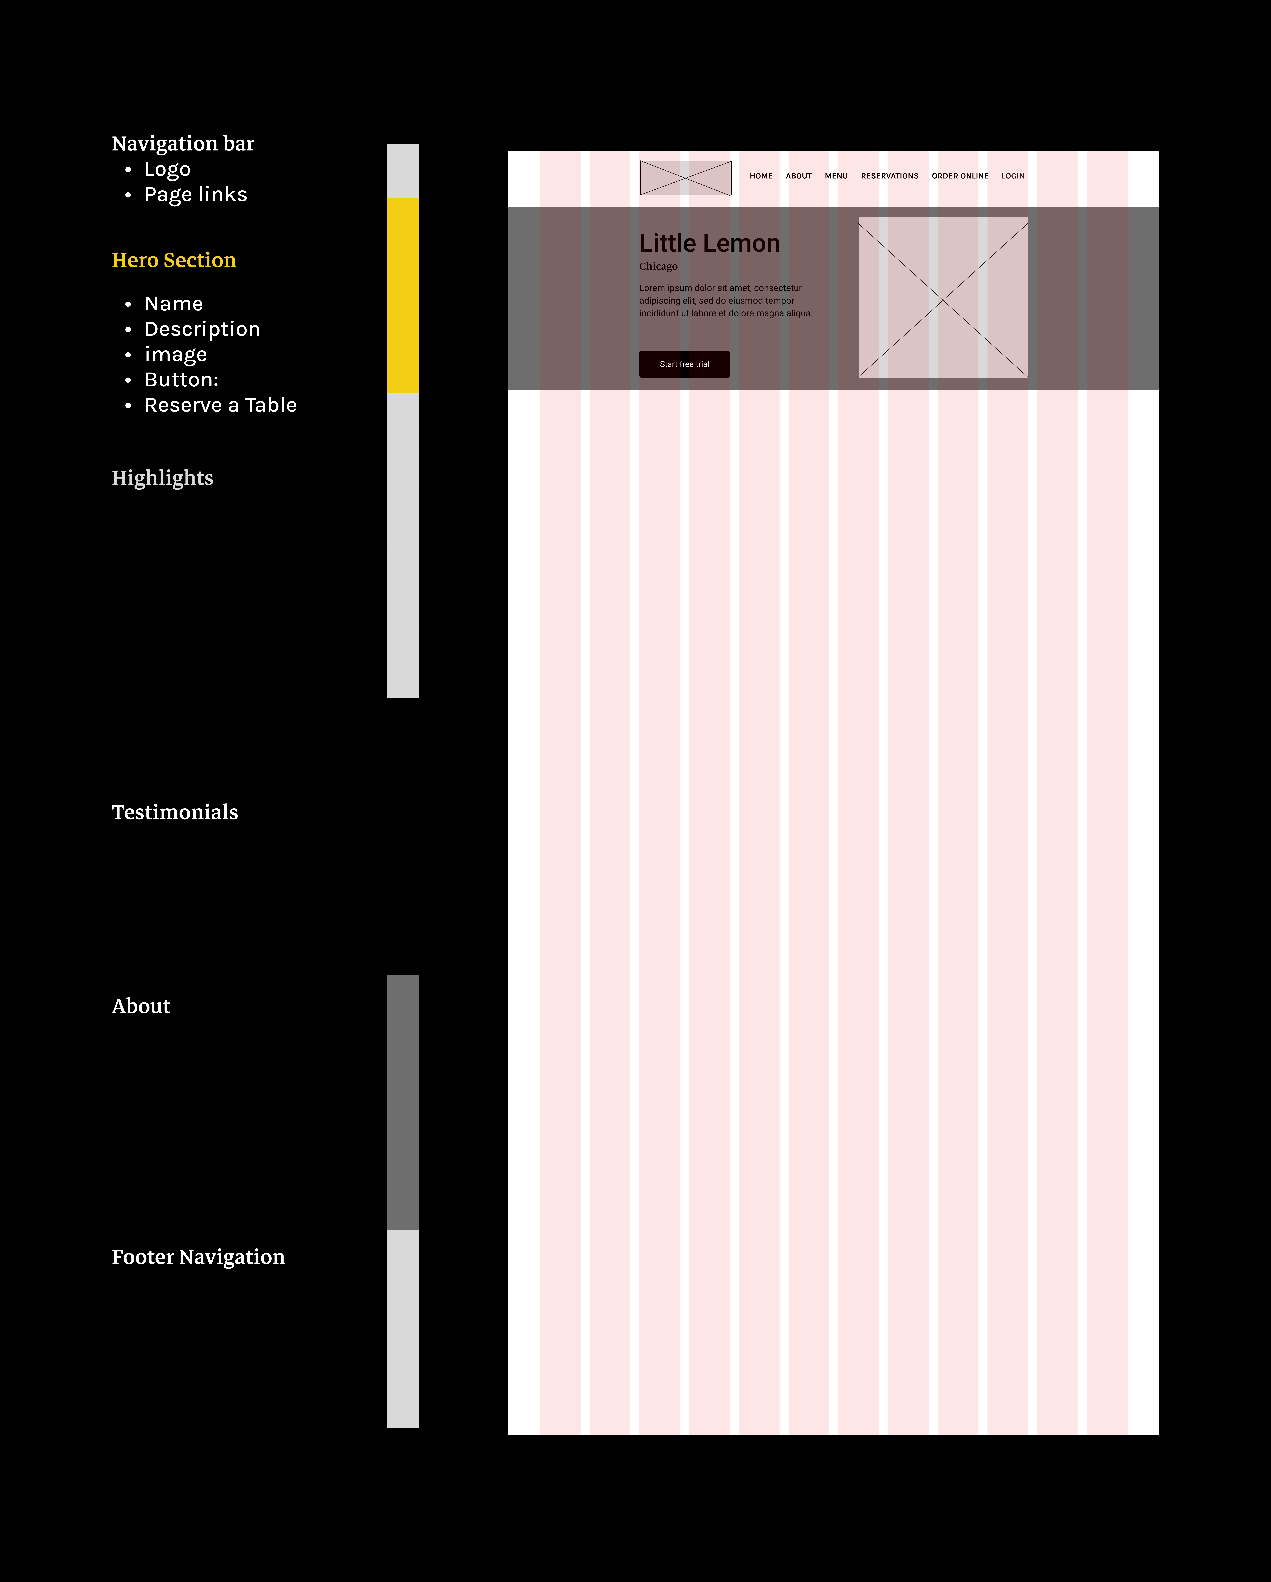 Navigation bar
• Logo
• Page links
Hero Section
• Name
• Description
• image
• Button:
• Reserve a Table
Highlights
Testimonials
About
Footer Navigation
HOME ABOUT MENU RESERVATIONS ORDER ONLINE LOGIN
Little Lemon
Chicago
Lorem ipsum dolor sit amet, consectetur
adipiscing elit, sed do eiusmod tempor
incididunt ut labore et dolore magna aliqua.
Start free trial